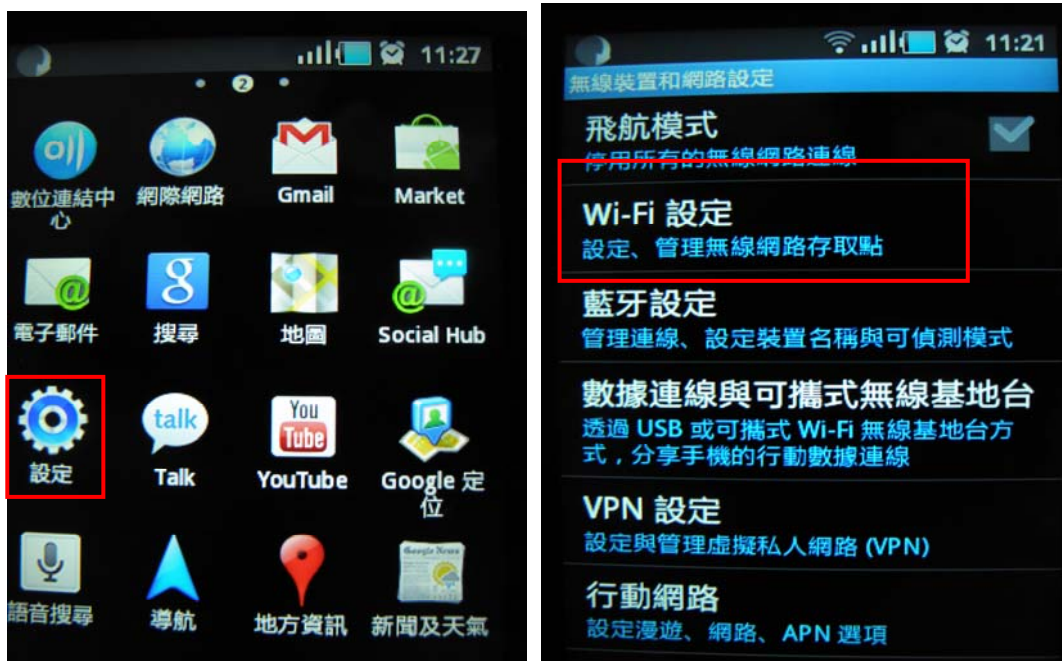 11:27
2
oll
數位連結中
心
網際網路
Gmail
Market
電子郵件
g
搜尋
地圖
@
Social Hub
設定
talk
Talk
You
Tube
YouTube
Google 定
位
語音搜尋
導航
地方資訊
Google News
新聞及天氣
11:21
無線裝置和網路設定
飛航模式
停用所有的無線網路連線
Wi-Fi 設定
設定、管理無線網路存取點
藍牙設定
管理連線、設定裝置名稱與可偵測模式
數據連線與可攜式無線基地台
透過 USB 或可攜式 Wi-Fi 無線基地台方
式，分享手機的行動數據連線
VPN 設定
設定與管理虛擬私人網路 (VPN)
行動網路
設定漫遊、網路、APN 選項